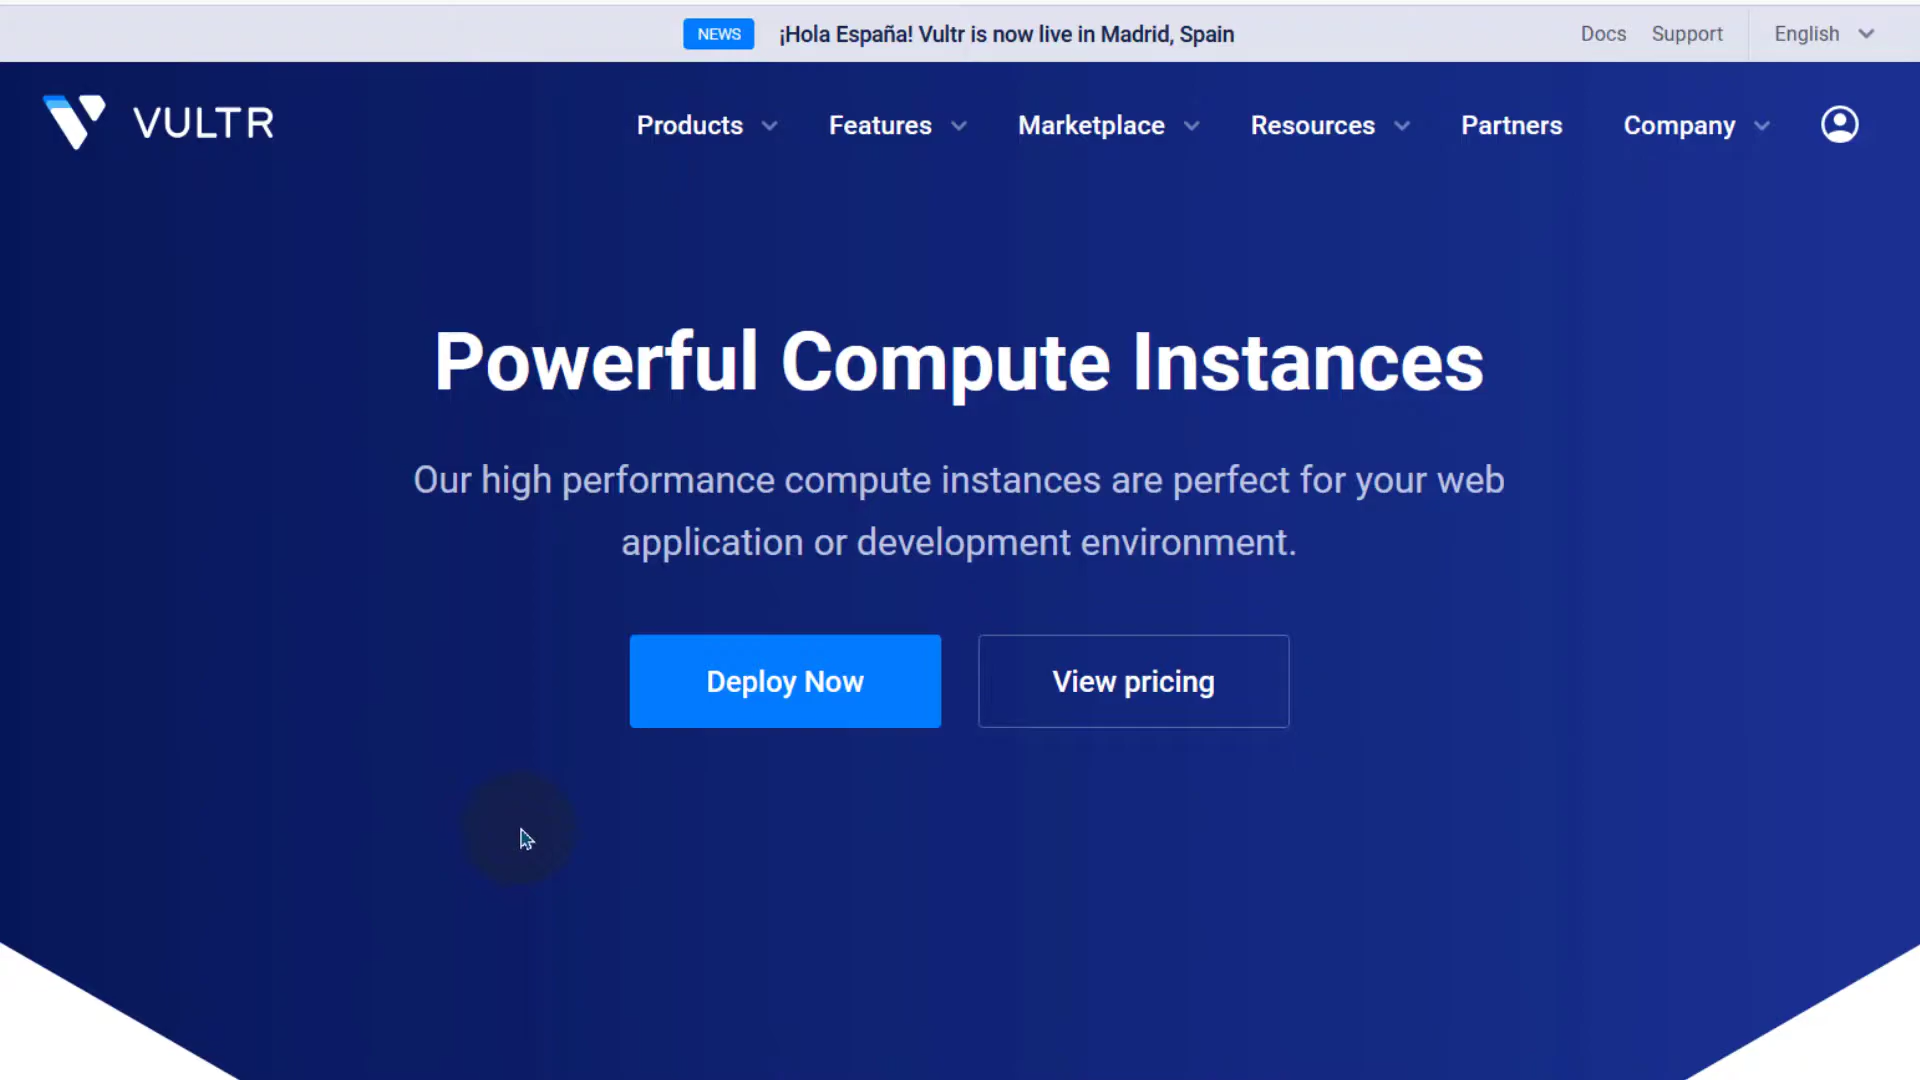 NEWS ¡Hola España! Vultr is now live in Madrid, Spain Docs Support English
VULTR Products Features Marketplace Resources Partners Company
Powerful Compute Instances
Our high performance compute instances are perfect for your web
application or development environment.
Deploy Now View pricing